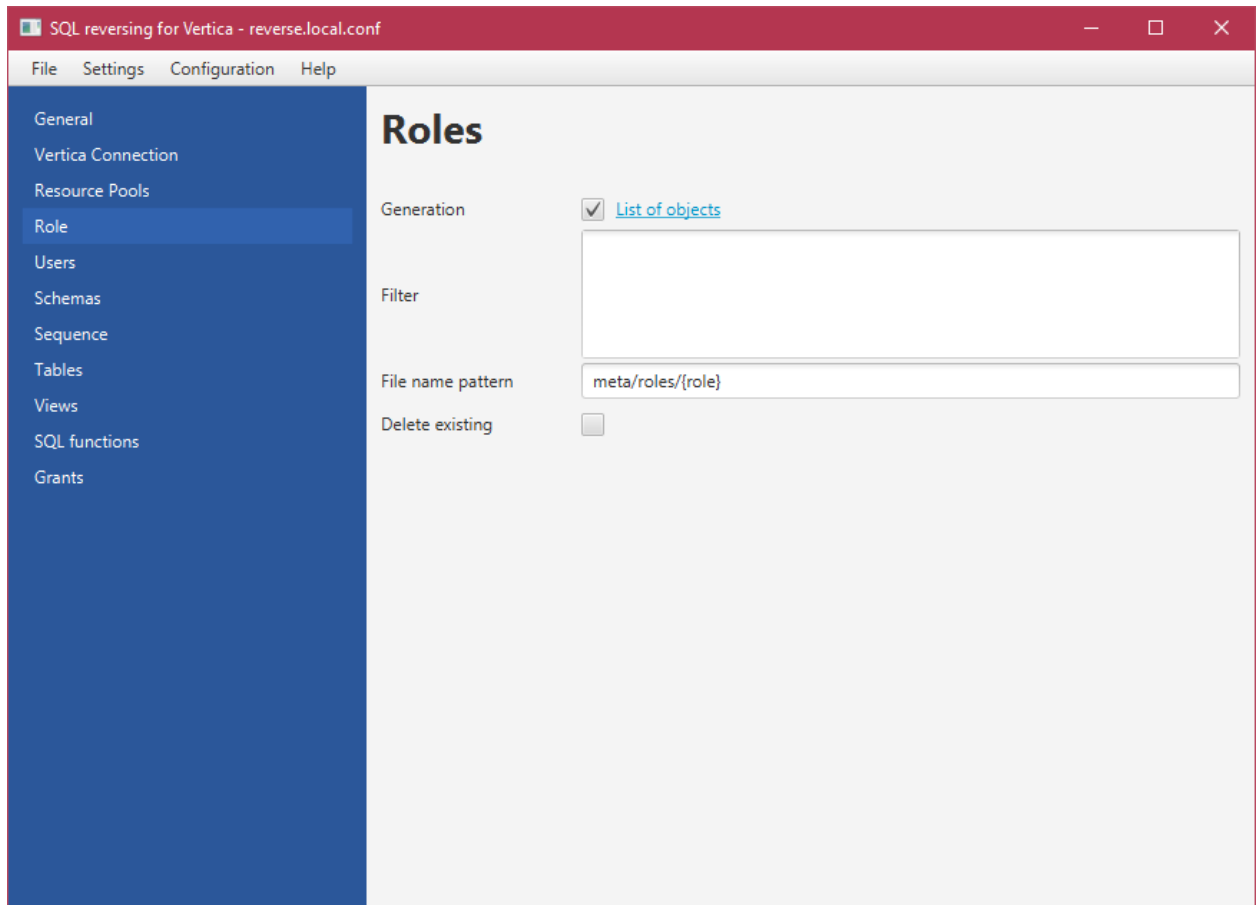 SQL reversing for Vertica - reverse.local.conf
File Settings Configuration Help
General
Vertica Connection
Resource Pools
Role
Users
Schemas
Sequence
Tables
Views
SQL functions
Grants
Roles
Generation List of objects
Filter
File name pattern meta/roles/{role}
Delete existing